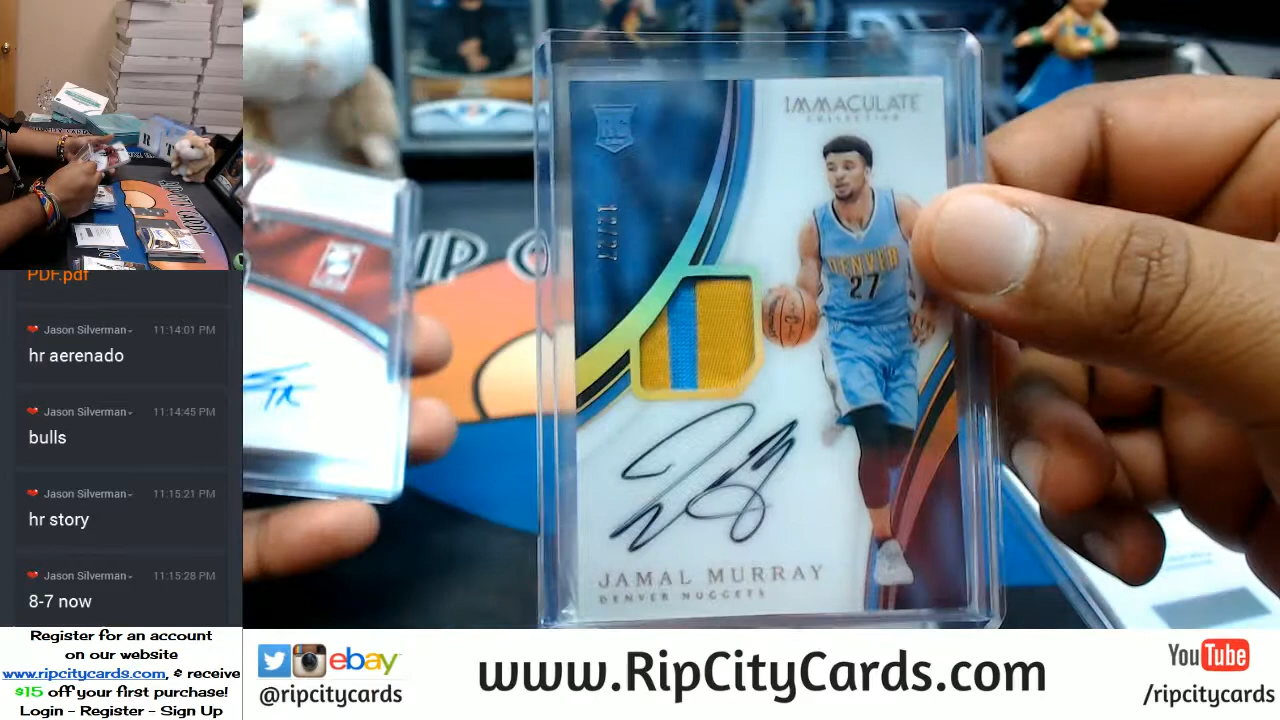 PDF.pdf
Jason Silverman
11:14:01 PM
hr aerenado
Jason Silverman
11:14:45 PM
bulls
Jason Silverman
11:15:21 PM
hr story
Jason Silverman
11:15:28 PM
8-7 now
Register for an account
on our website
www.ripcitycards.com, & receive
$15 off your first purchase!
Login - Register - Sign Up
RC
IMMACULATE
COLLECTION
DENVER
27
JAMAL MURRAY
DENVER NUGGETS
ebay
@ripcitycards
www.RipCityCards.com
YouTube
/ripcitycards